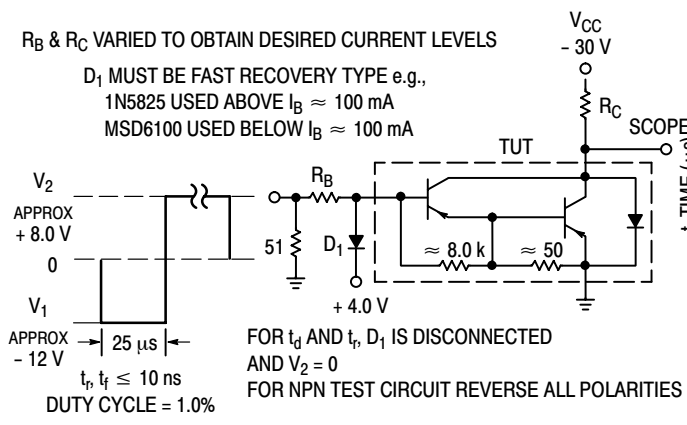 R_B & R_C VARIED TO OBTAIN DESIRED CURRENT LEVELS
D_1 MUST BE FAST RECOVERY TYPE e.g.,
1N5825 USED ABOVE I_B ≈ 100 mA
MSD6100 USED BELOW I_B ≈ 100 mA
V_CC
- 30 V
R_C
SCOPE
TUT
R_B
51
D_1
≈ 8.0 k
≈ 50
+ 4.0 V
V_2
APPROX
+ 8.0 V
0
V_1
APPROX
- 12 V
25 μs
t_r, t_f ≤ 10 ns
DUTY CYCLE = 1.0%
FOR t_d AND t_r, D_1 IS DISCONNECTED
AND V_2 = 0
FOR NPN TEST CIRCUIT REVERSE ALL POLARITIES